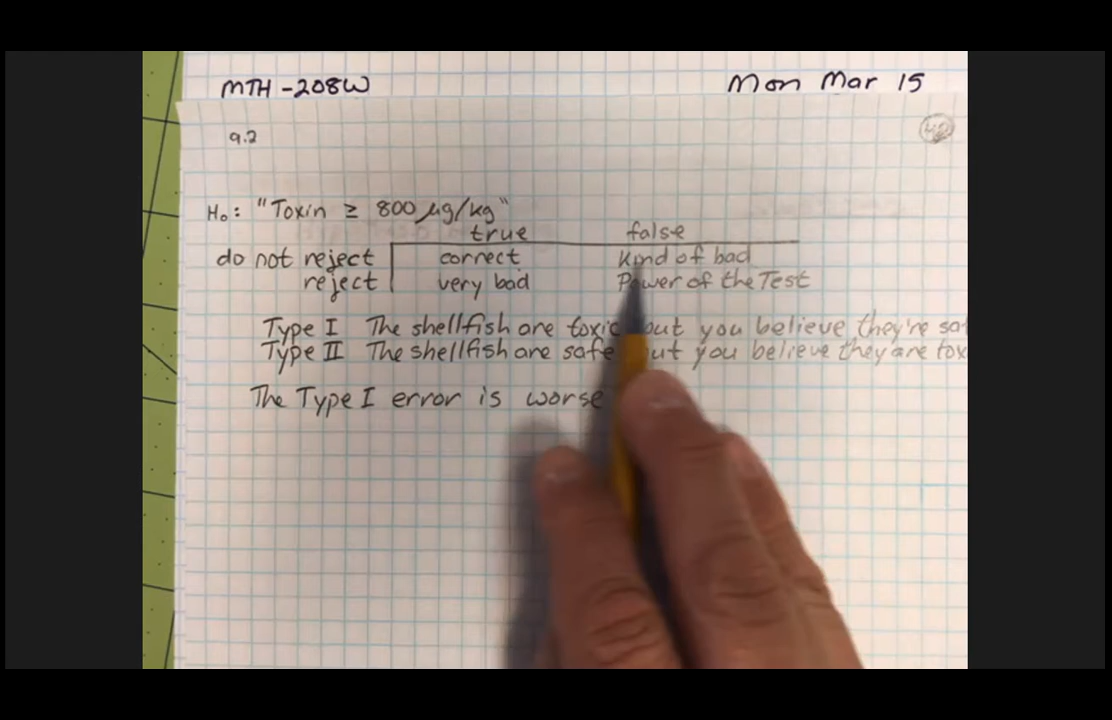 MTH-208W Mon Mar 15
9.2
H₀: "Toxin ≥ 800 µg/kg"
true false
do not reject correct Kind of bad
reject very bad Power of the Test
Type I The shellfish are toxic but you believe they're
Type II The shellfish are safe but you believe they are
The Type I error is worse